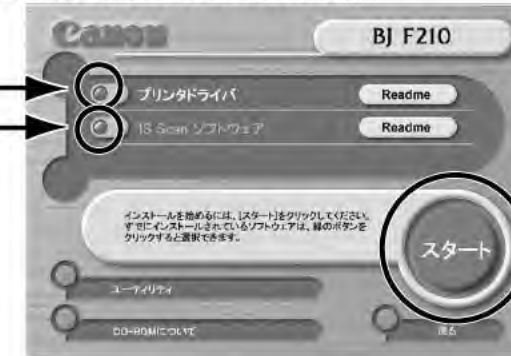 Canon
BJ F210
プリンタドライバ
Readme
IS Scan ソフトウェア
Readme
インストールを始めるには、[スタート]をクリックしてください。
すでにインストールされているソフトウェアは、緑のボタンを
クリックすると選択できます。
スタート
ユーティリティ
CD-ROMについて
戻る